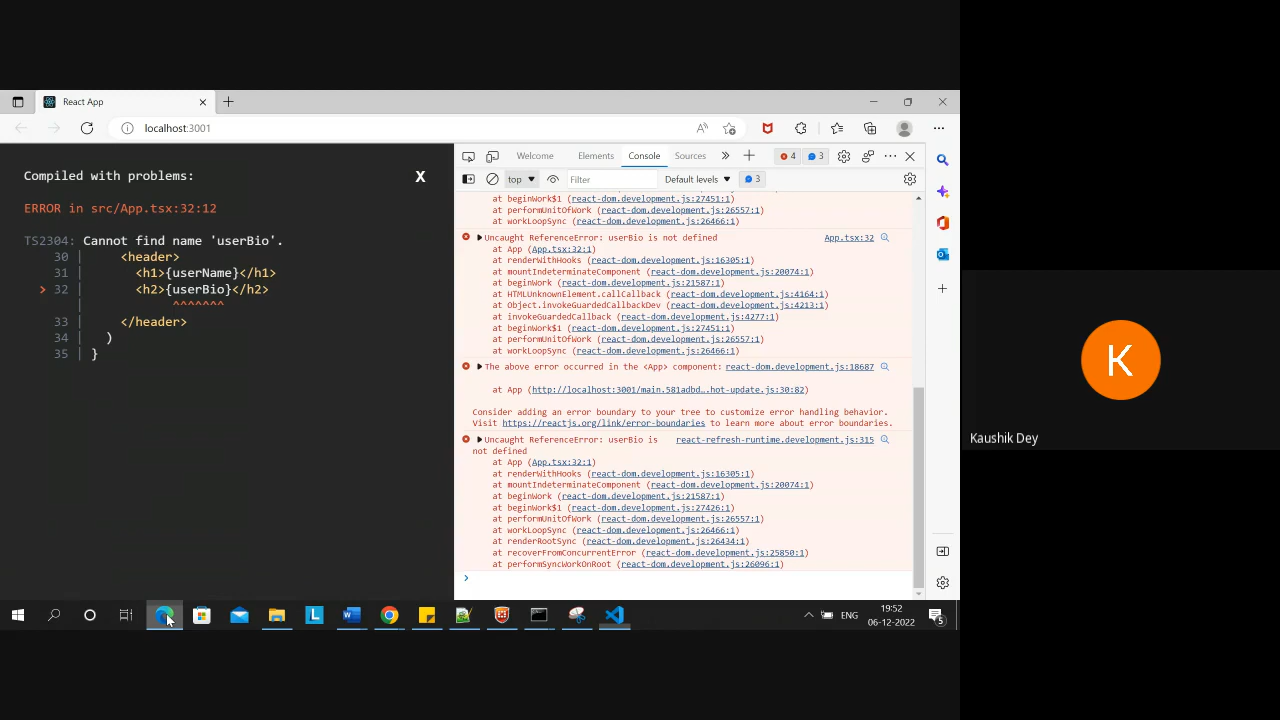 React App
localhost:3001
Compiled with problems:
X
ERROR in src/App.tsx:32:12
TS2304: Cannot find name 'userBio'.
30 | <header>
31 | <h1>{userName}</h1>
> 32 | <h2>{userBio}</h2>
| ^^^^^^^
33 | </header>
34 | )
35 | }
Welcome Elements Console Sources 4 3
top Filter Default levels 3
at beginWork$1 (react-dom.development.js:27451:1)
at performUnitOfWork (react-dom.development.js:26557:1)
at workLoopSync (react-dom.development.js:26466:1)
Uncaught ReferenceError: userBio is not defined App.tsx:32
at App (App.tsx:32:1)
at renderWithHooks (react-dom.development.js:16305:1)
at mountIndeterminateComponent (react-dom.development.js:20074:1)
at beginWork (react-dom.development.js:21587:1)
at HTMLUnknownElement.callCallback (react-dom.development.js:4164:1)
at Object.invokeGuardedCallbackDev (react-dom.development.js:4213:1)
at invokeGuardedCallback (react-dom.development.js:4277:1)
at beginWork$1 (react-dom.development.js:27451:1)
at performUnitOfWork (react-dom.development.js:26557:1)
at workLoopSync (react-dom.development.js:26466:1)
The above error occurred in the <App> component: react-dom.development.js:18687
at App (http://localhost:3001/main.581adbd….hot-update.js:30:82)
Consider adding an error boundary to your tree to customize error handling behavior.
Visit https://reactjs.org/link/error-boundaries to learn more about error boundaries.
Uncaught ReferenceError: userBio is react-refresh-runtime.development.js:315
not defined
at App (App.tsx:32:1)
at renderWithHooks (react-dom.development.js:16305:1)
at mountIndeterminateComponent (react-dom.development.js:20074:1)
at beginWork (react-dom.development.js:21587:1)
at beginWork$1 (react-dom.development.js:27426:1)
at performUnitOfWork (react-dom.development.js:26557:1)
at workLoopSync (react-dom.development.js:26466:1)
at renderRootSync (react-dom.development.js:26434:1)
at recoverFromConcurrentError (react-dom.development.js:25850:1)
at performSyncWorkOnRoot (react-dom.development.js:26096:1)
K
Kaushik Dey
ENG
19:52
06-12-2022
5